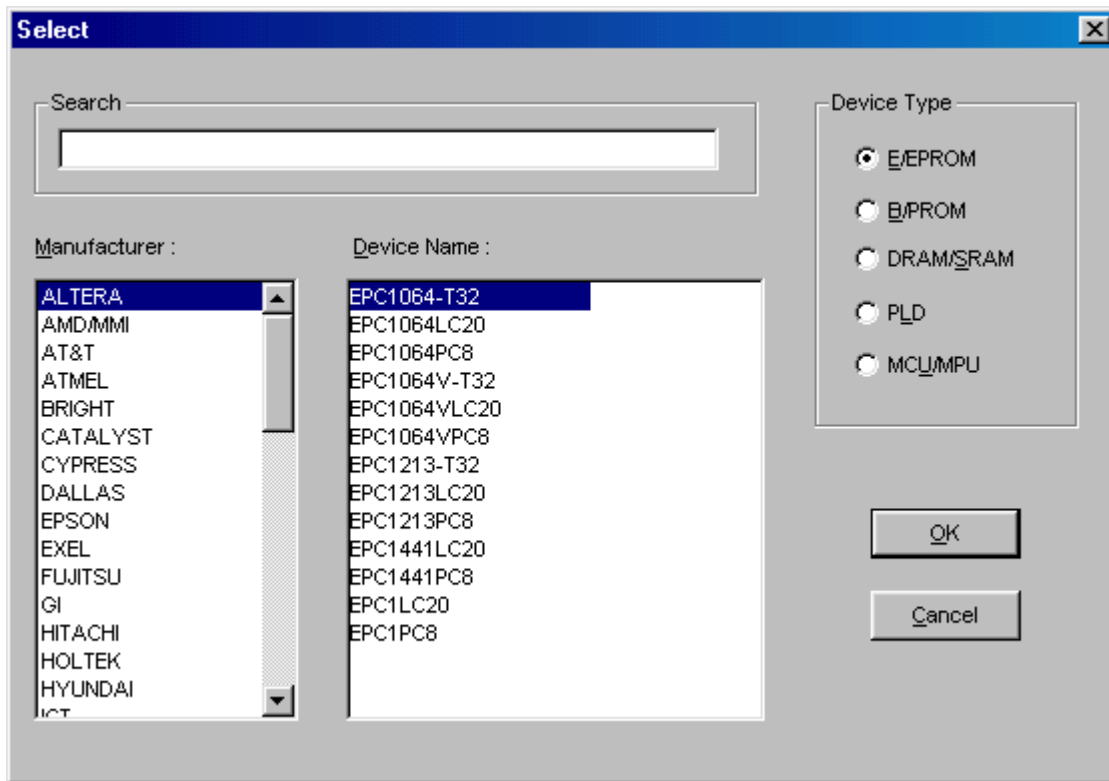 Select
Search
Device Type
E/EPROM
B/PROM
DRAM/SRAM
PLD
MCU/MPU
Manufacturer :
ALTERA
AMD/MMI
AT&T
ATMEL
BRIGHT
CATALYST
CYPRESS
DALLAS
EPSON
EXEL
FUJITSU
GI
HITACHI
HOLTEK
HYUNDAI
Device Name :
EPC1064-T32
EPC1064LC20
EPC1064PC8
EPC1064V-T32
EPC1064VLC20
EPC1064VPC8
EPC1213-T32
EPC1213LC20
EPC1213PC8
EPC1441LC20
EPC1441PC8
EPC1LC20
EPC1PC8
OK
Cancel